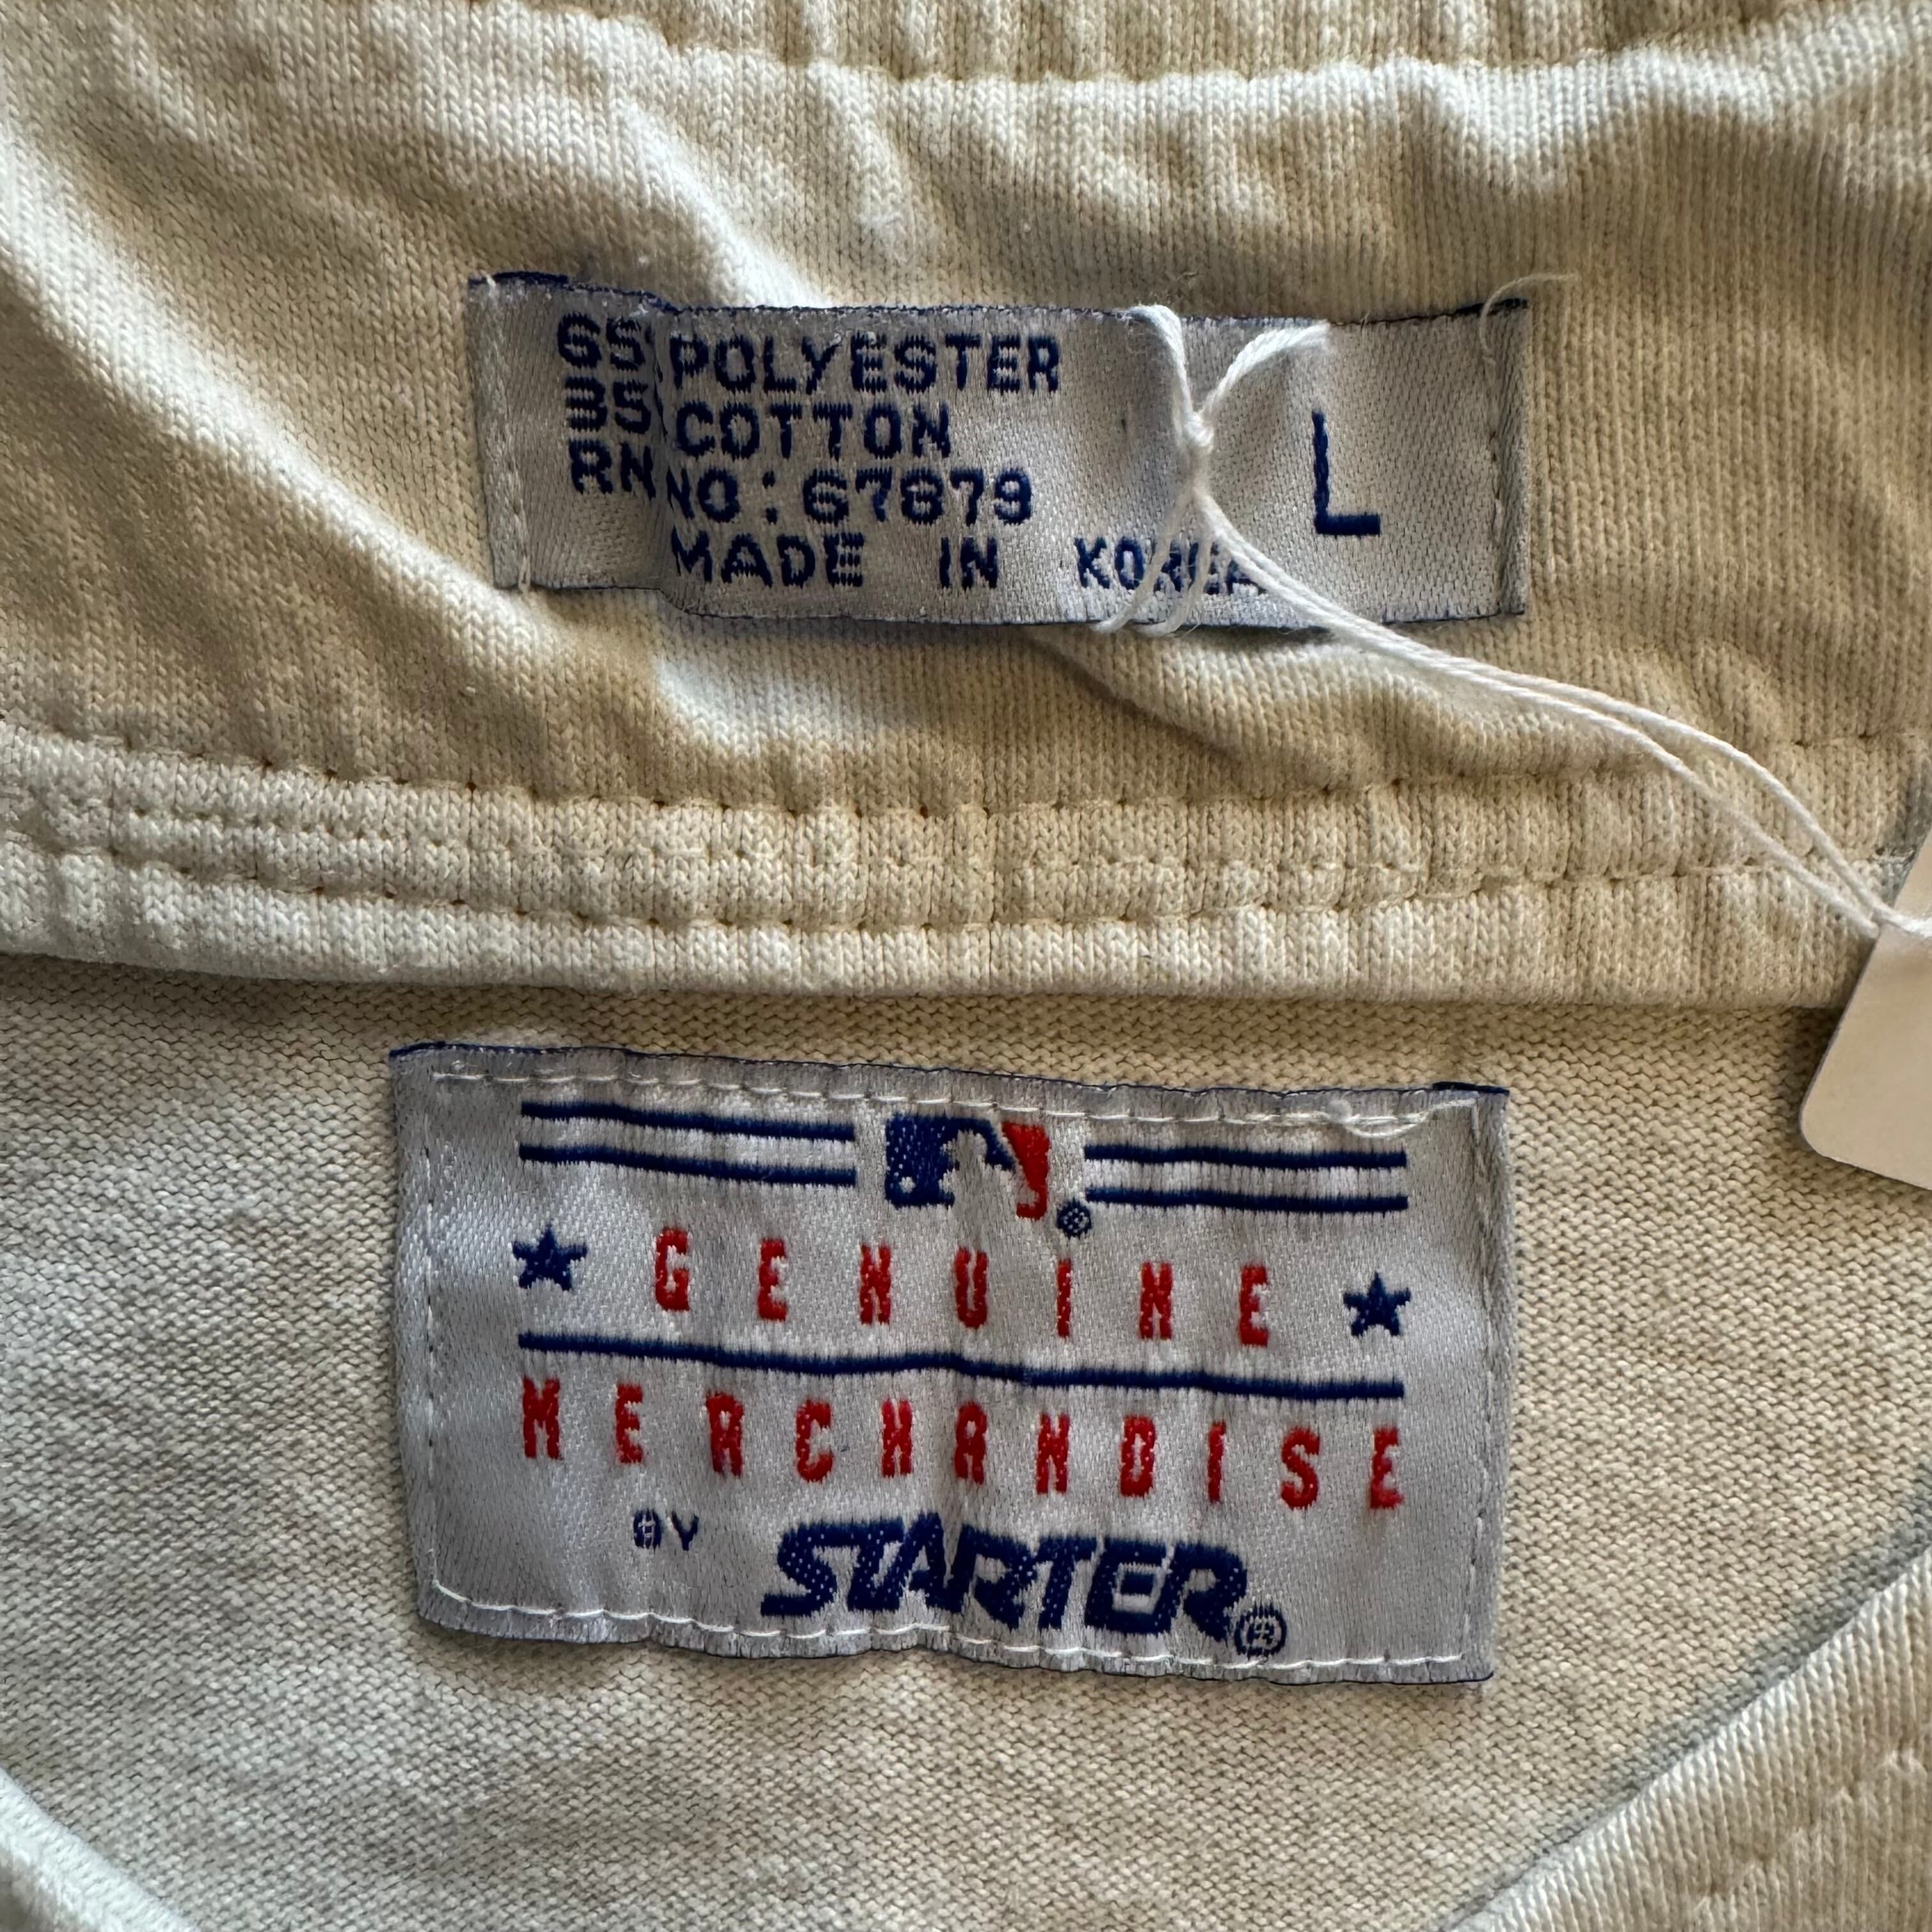 65% POLYESTER
35% COTTON
RN NO: 67879
MADE IN KOREA
L
GENUINE
MERCHANDISE
BY STARTER®